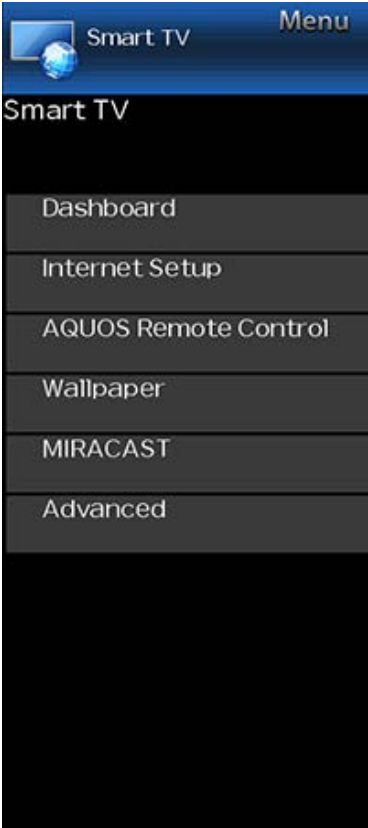 Smart TV Menu
Smart TV
Dashboard
Internet Setup
AQUOS Remote Control
Wallpaper
MIRACAST
Advanced